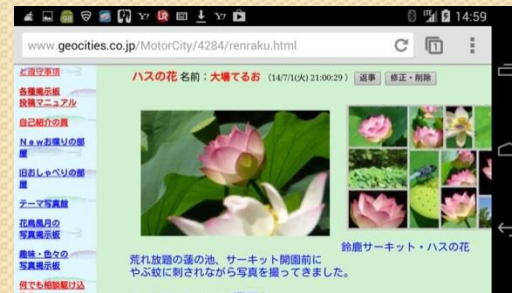 14:59
www.geocities.co.jp/MotorCity/4284/renraku.html
と遵守事項
各種掲示板
投稿マニュアル
自己紹介の頁
Ｎｅｗお喋りの部
屋
旧おしゃべりの部
屋
テーマ写真館
花鳥風月の
写真掲示板
趣味・色々の
写真掲示板
何でも相談駆け込
ハスの花 名前：大場てるお （14/7/1(火) 21:00:29 ） 返事 修正・削除
鈴鹿サーキット・ハスの花
荒れ放題の蓮の池、サーキット開園前に
やぶ蚊に刺されながら写真を撮ってきました。